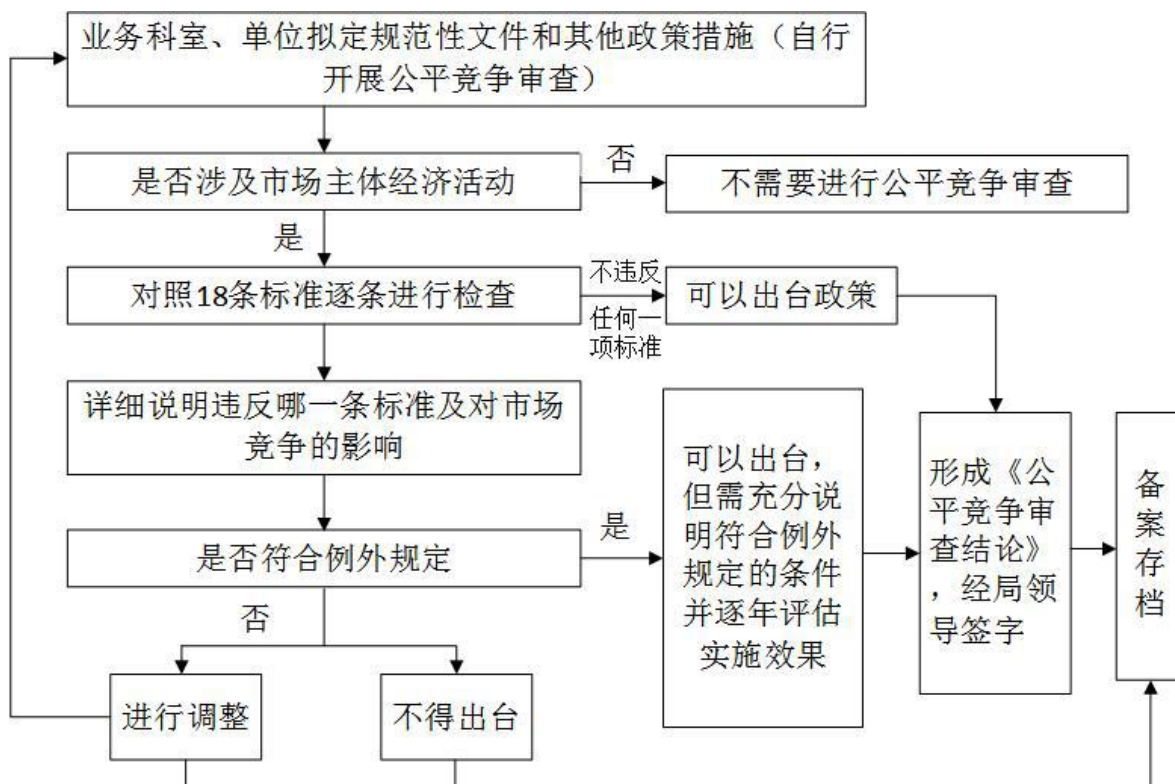 业务科室、单位拟定规范性文件和其他政策措施（自行
开展公平竞争审查）
是否涉及市场主体经济活动
否
不需要进行公平竞争审查
是
对照18条标准逐条进行检查
不违反
任何一
项标准
可以出台政策
详细说明违反哪一条标准及对市场
竞争的影响
是否符合例外规定
是
可以出台，
但需充分说
明符合例外
规定的条件
并逐年评估
实施效果
形成《公
平竞争审
查结论》
，经局领
导签字
备
案
存
档
否
进行调整
不得出台